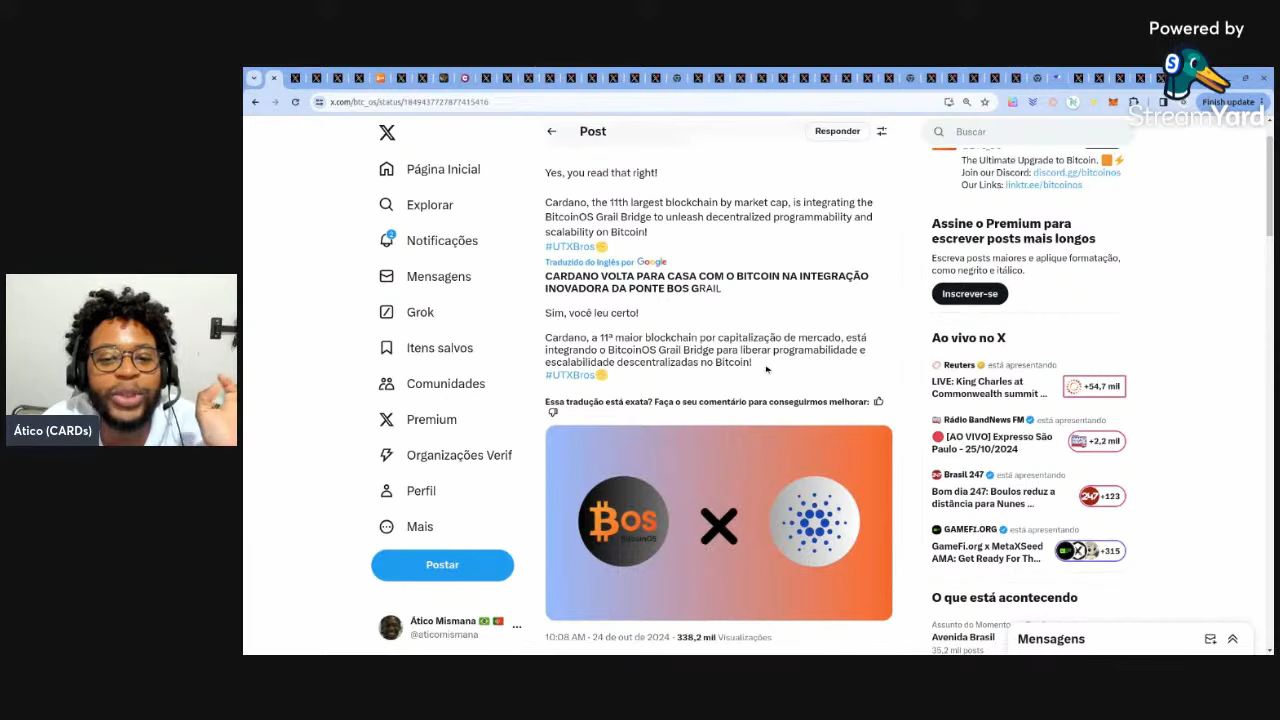 Powered by
StreamYard
x.com/btc_os/status/1849437727877415416
Finish update
Post
Responder
Buscar
Página Inicial
Explorar
2
Notificações
Mensagens
Grok
Itens salvos
Comunidades
Premium
Organizações Verif
Perfil
Mais
Postar
Ático Mismana
@aticomismana
Yes, you read that right!
Cardano, the 11th largest blockchain by market cap, is integrating the
BitcoinOS Grail Bridge to unleash decentralized programmability and
scalability on Bitcoin!
#UTXBros
Traduzido do inglês por Google
CARDANO VOLTA PARA CASA COM O BITCOIN NA INTEGRAÇÃO
INOVADORA DA PONTE BOS GRAIL
Sim, você leu certo!
Cardano, a 11ª maior blockchain por capitalização de mercado, está
integrando o BitcoinOS Grail Bridge para liberar programabilidade e
escalabilidade descentralizadas no Bitcoin!
#UTXBros
Essa tradução está exata? Faça o seu comentário para conseguirmos melhorar:
BOS
BitcoinOS
10:08 AM · 24 de out de 2024 · 338,2 mil Visualizações
The Ultimate Upgrade to Bitcoin.
Join our Discord: discord.gg/bitcoinos
Our Links: linktr.ee/bitcoinos
Assine o Premium para
escrever posts mais longos
Escreva posts maiores e aplique formatação,
como negrito e itálico.
Inscrever-se
Ao vivo no X
Reuters está apresentando
LIVE: King Charles at
Commonwealth summit ...
+54,7 mil
Rádio BandNews FM está apresentando
[AO VIVO] Expresso São
Paulo - 25/10/2024
+2,2 mil
Brasil 247 está apresentando
Bom dia 247: Boulos reduz a
distância para Nunes ...
+123
GAMEFI.ORG está apresentando
GameFi.org x MetaXSeed
AMA: Get Ready For Th...
+315
O que está acontecendo
Assunto do Momento
Avenida Brasil
35,2 mil posts
Mensagens
Ático (CARDs)